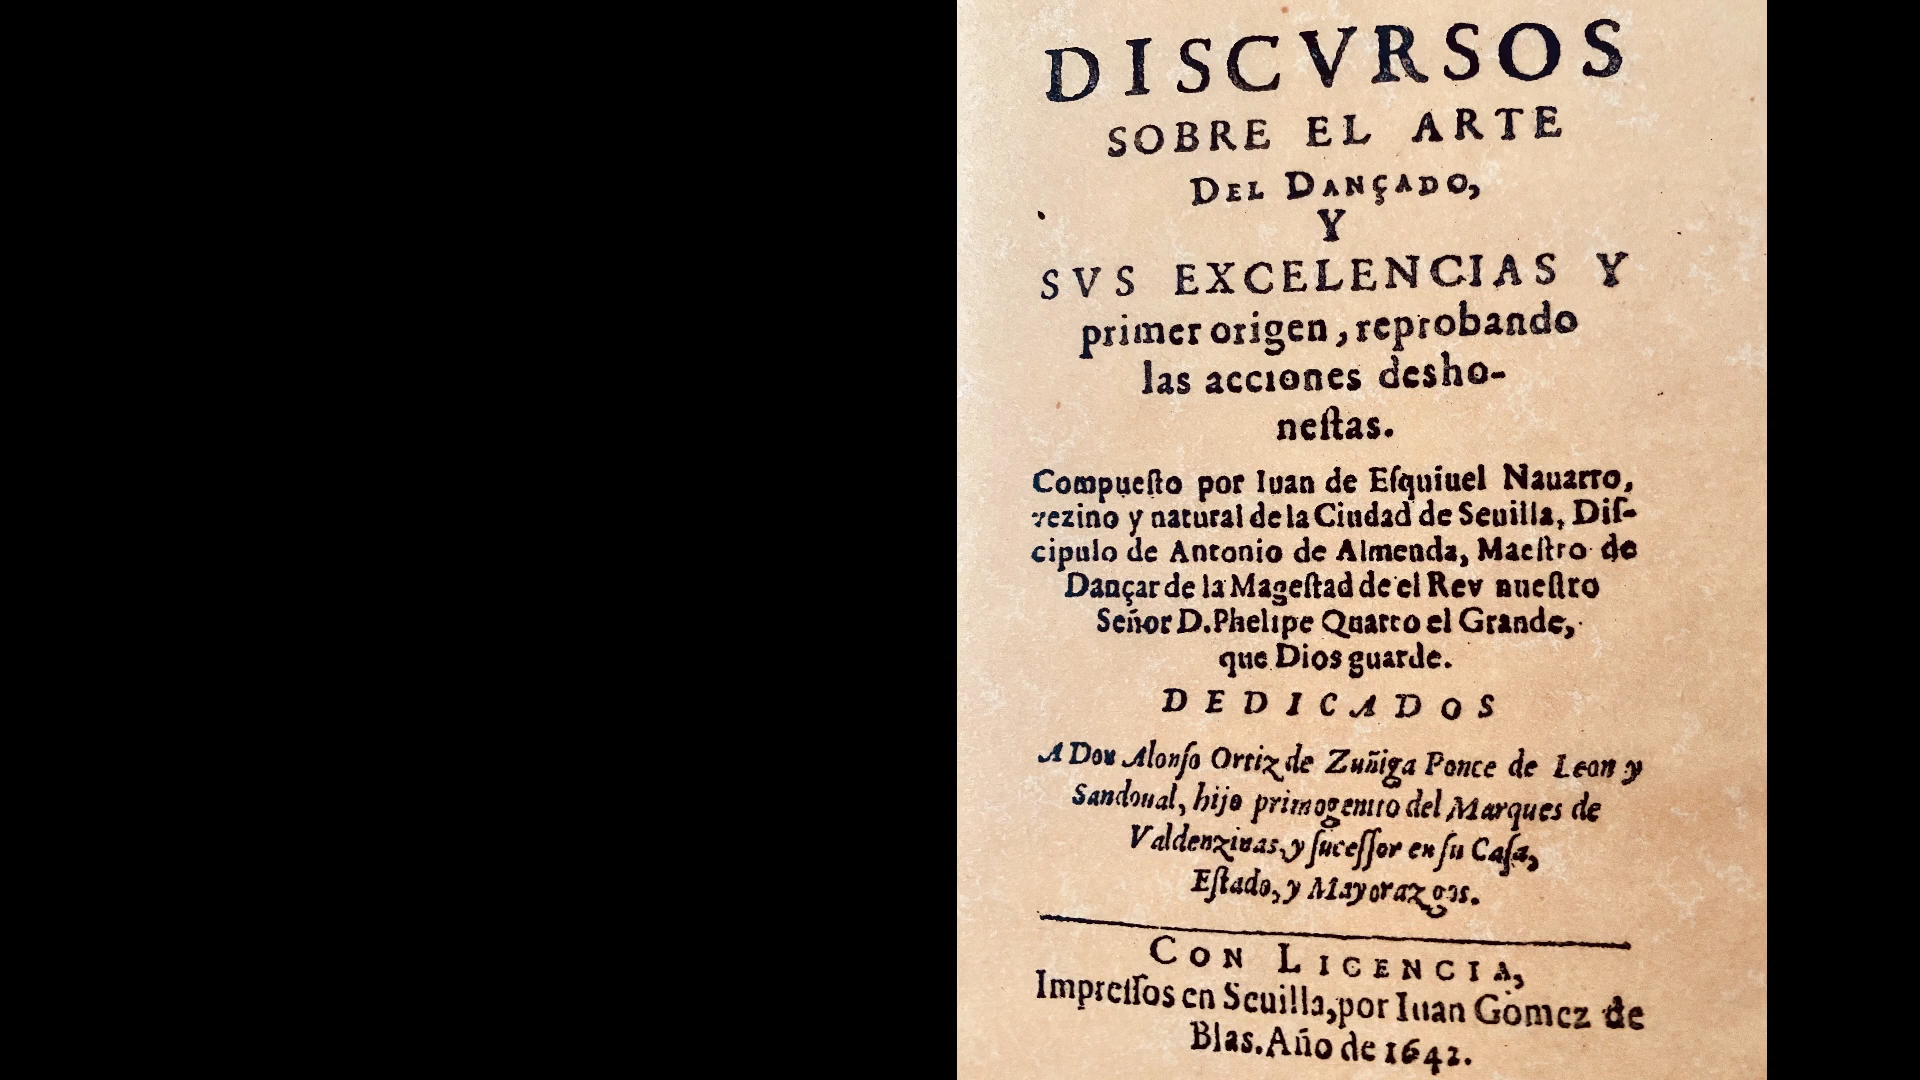 DISCVRSOS
SOBRE EL ARTE
DEL DANÇADO,
Y
SVS EXCELENCIAS Y
primer origen, reprobando
las acciones desho-
neſtas.
Compueſto por Iuan de Eſquiuel Nauarro,
vezino y natural de la Ciudad de Seuilla, Diſ-
cipulo de Antonio de Almenda, Maeſtro de
Dançar de la Mageſtad de el Rey nueſtro
Señor D. Phelipe Quarto el Grande,
que Dios guarde.
DEDICADOS
A Don Alonſo Ortiz de Zuñiga Ponce de Leon y
Sandoual, hijo primogenito del Marques de
Valdenzinas, y ſuceſſor en ſu Caſa,
Eſtado, y Mayorazgos.
CON LICENCIA,
Impreſſos en Seuilla, por Iuan Gomez de
Blas. Año de 1642.